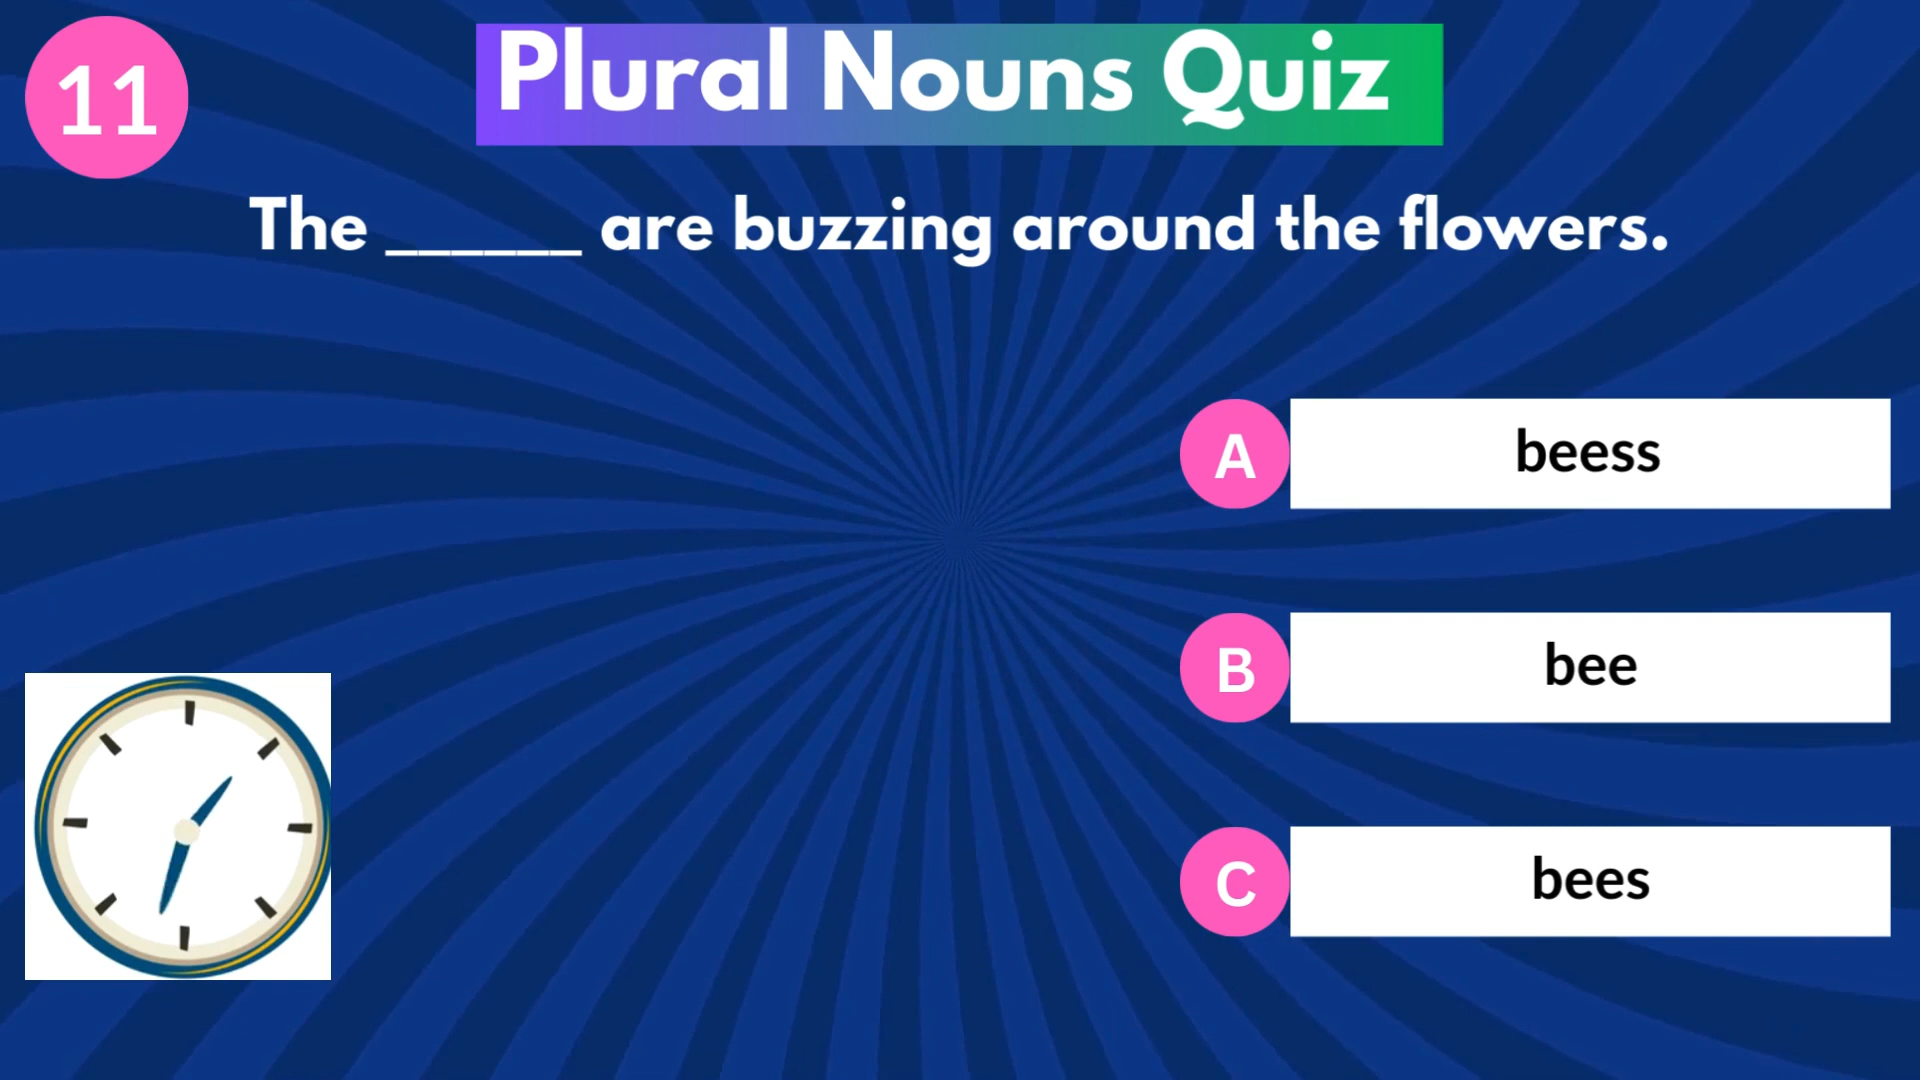 11
Plural Nouns Quiz
The ______ are buzzing around the flowers.
A beess
B bee
C bees